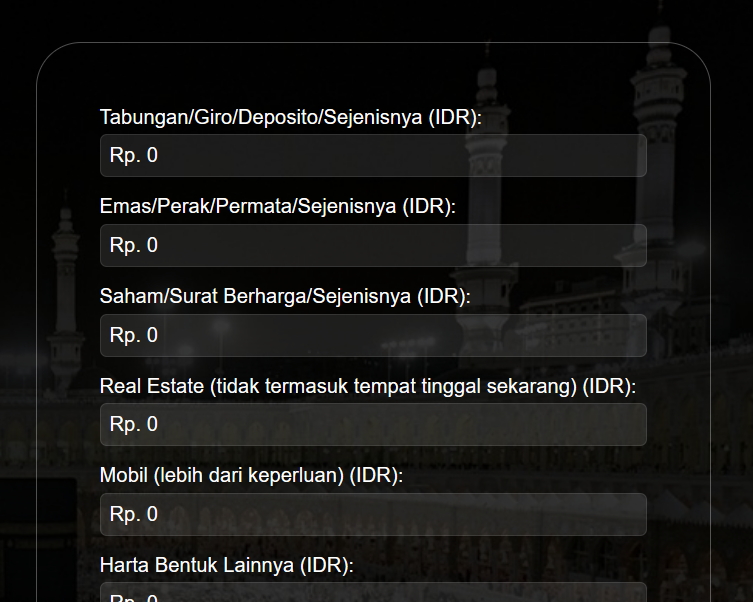 Tabungan/Giro/Deposito/Sejenisnya (IDR):
Rp. 0
Emas/Perak/Permata/Sejenisnya (IDR):
Rp. 0
Saham/Surat Berharga/Sejenisnya (IDR):
Rp. 0
Real Estate (tidak termasuk tempat tinggal sekarang) (IDR):
Rp. 0
Mobil (lebih dari keperluan) (IDR):
Rp. 0
Harta Bentuk Lainnya (IDR):
Rp. 0